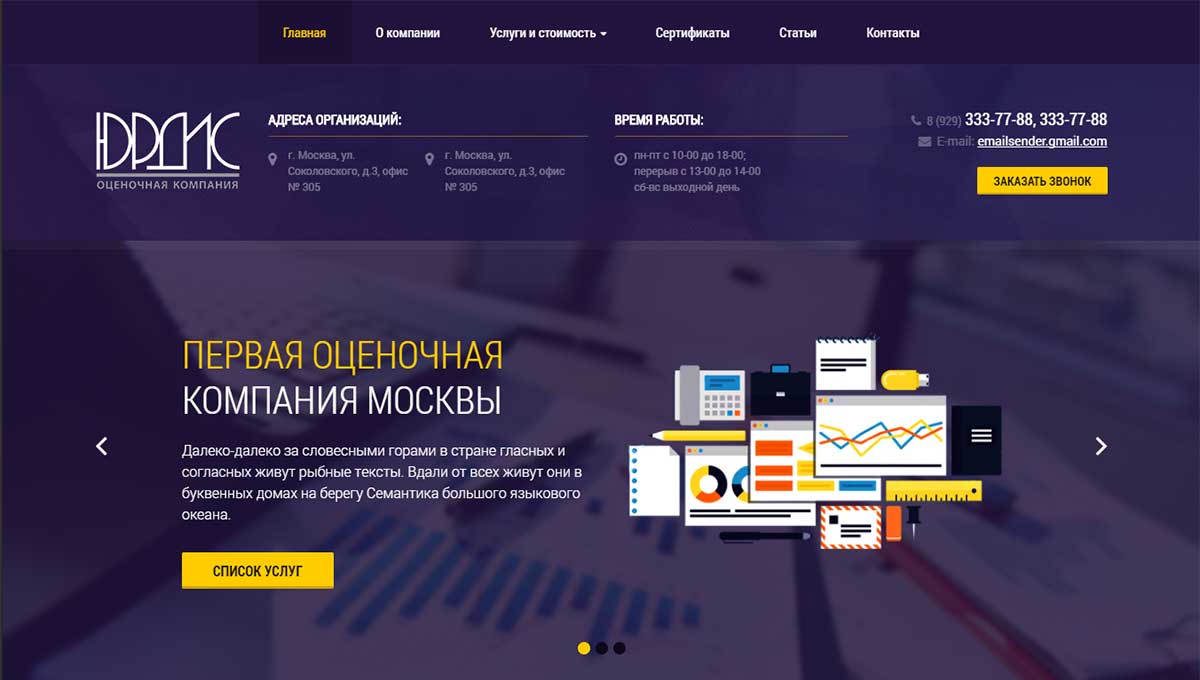 Главная
О компании
Услуги и стоимость
Сертификаты
Статьи
Контакты
ЮРДИС
ОЦЕНОЧНАЯ КОМПАНИЯ
АДРЕСА ОРГАНИЗАЦИЙ:
г. Москва, ул.
Соколовского, д.3, офис
№ 305
г. Москва, ул.
Соколовского, д.3, офис
№ 305
ВРЕМЯ РАБОТЫ:
пн-пт с 10-00 до 18-00;
перерыв с 13-00 до 14-00
сб-вс выходной день
8 (929) 333-77-88, 333-77-88
E-mail: emailsender.gmail.com
ЗАКАЗАТЬ ЗВОНОК
ПЕРВАЯ ОЦЕНОЧНАЯ
КОМПАНИЯ МОСКВЫ
Далеко-далеко за словесными горами в стране гласных и
согласных живут рыбные тексты. Вдали от всех живут они в
буквенных домах на берегу Семантика большого языкового
океана.
СПИСОК УСЛУГ